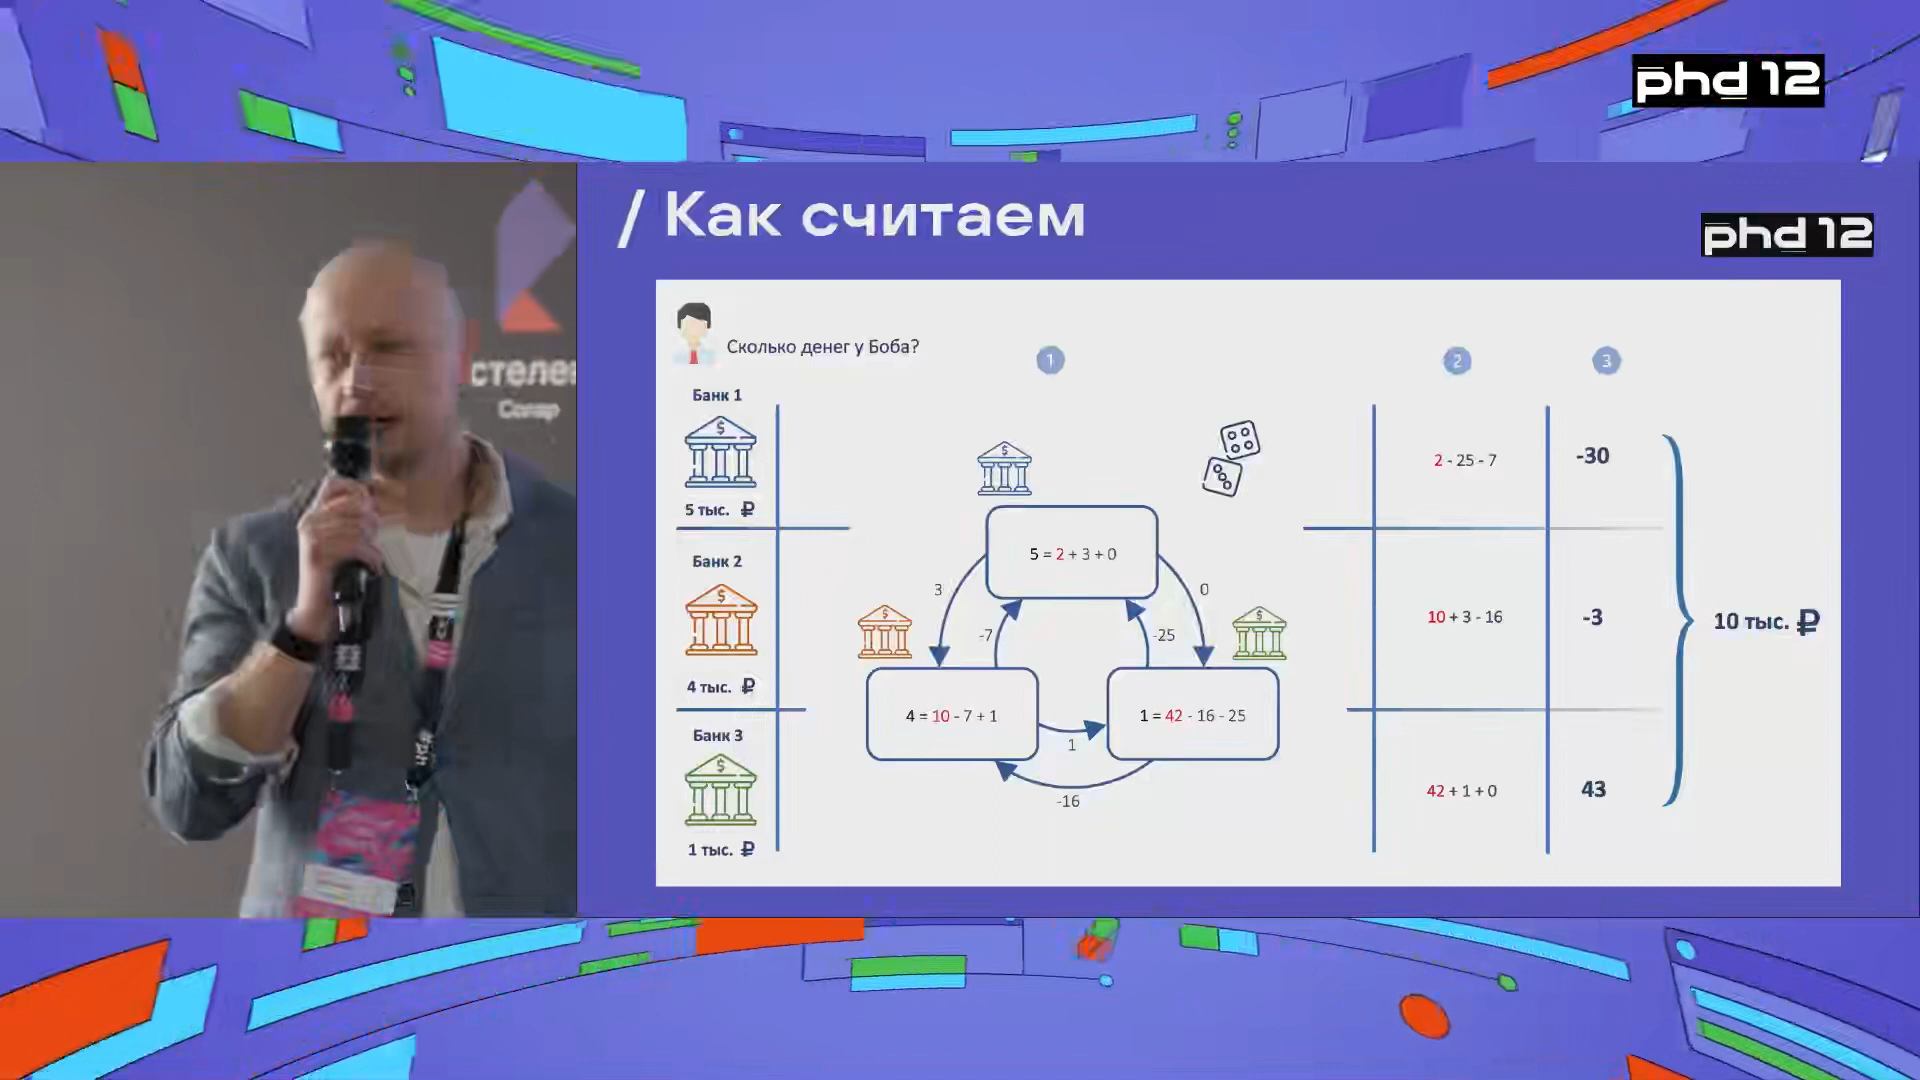 phd 12
/ Как считаем
phd 12
Сколько денег у Боба?
1
2
3
Банк 1
5 тыс. ₽
Банк 2
4 тыс. ₽
Банк 3
1 тыс. ₽
5 = 2 + 3 + 0
3
0
-7
-25
4 = 10 - 7 + 1
1 = 42 - 16 - 25
1
-16
2 - 25 - 7
-30
10 + 3 - 16
-3
42 + 1 + 0
43
10 тыс. ₽
стелек
Солар